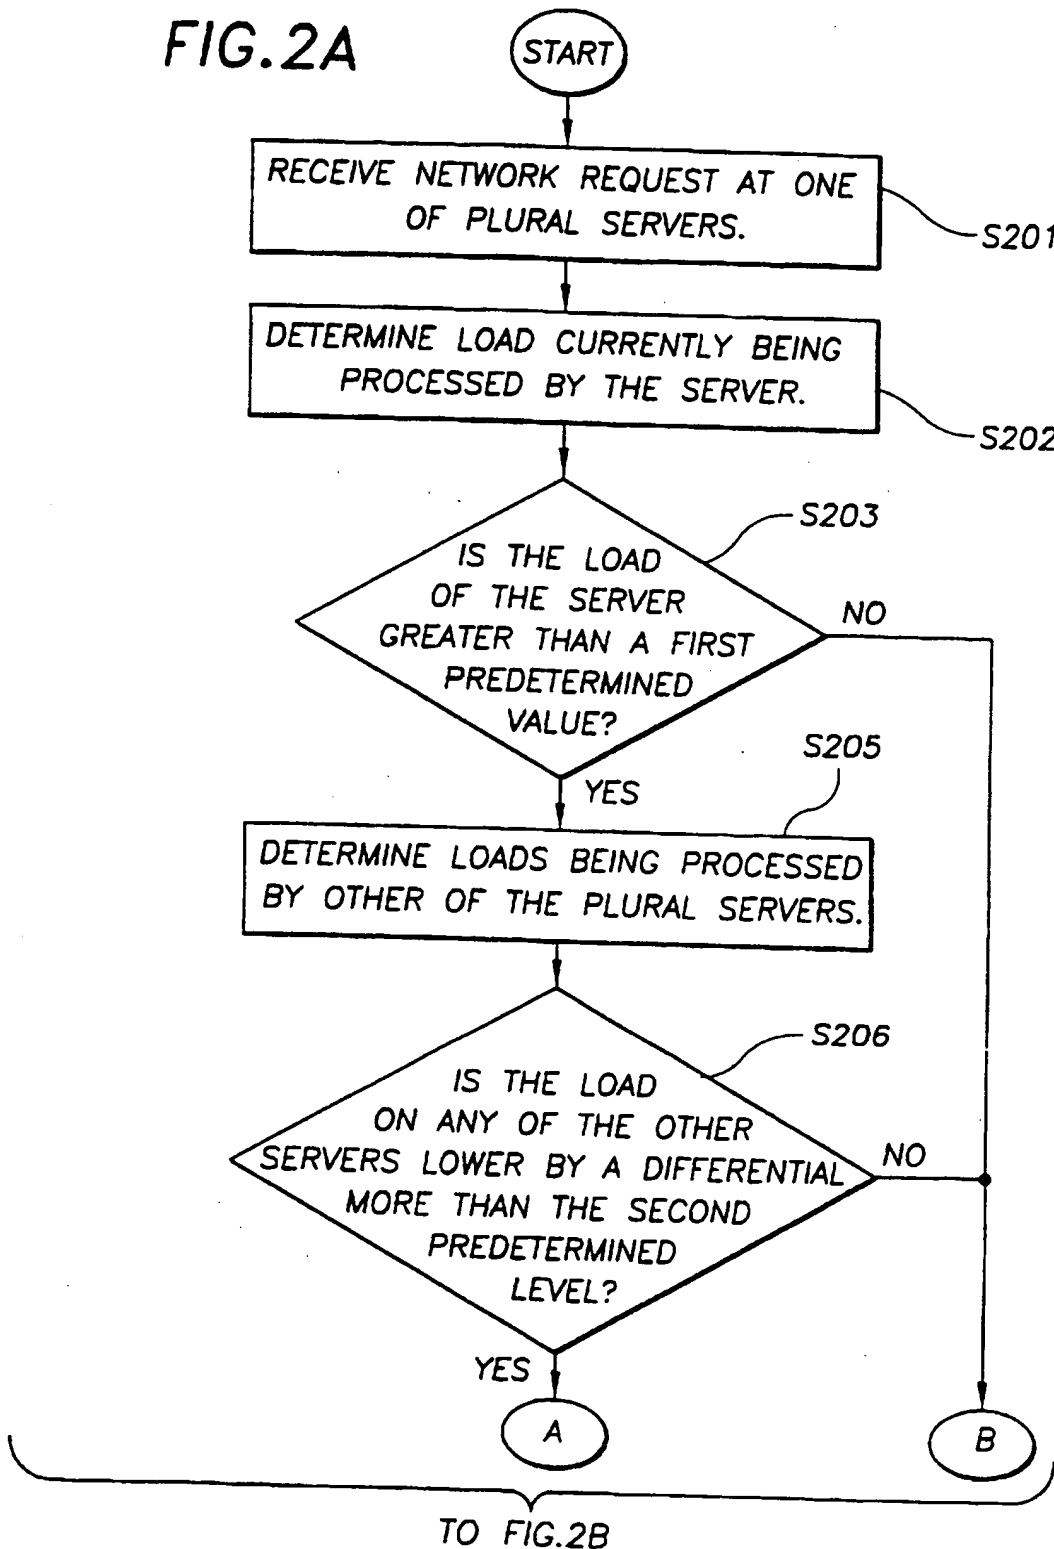 FIG.2A
START
RECEIVE NETWORK REQUEST AT ONE
OF PLURAL SERVERS.
S201
DETERMINE LOAD CURRENTLY BEING
PROCESSED BY THE SERVER.
S202
S203
IS THE LOAD
OF THE SERVER
GREATER THAN A FIRST
PREDETERMINED
VALUE?
NO
YES
S205
DETERMINE LOADS BEING PROCESSED
BY OTHER OF THE PLURAL SERVERS.
S206
IS THE LOAD
ON ANY OF THE OTHER
SERVERS LOWER BY A DIFFERENTIAL
MORE THAN THE SECOND
PREDETERMINED
LEVEL?
NO
YES
A
B
TO FIG.2B